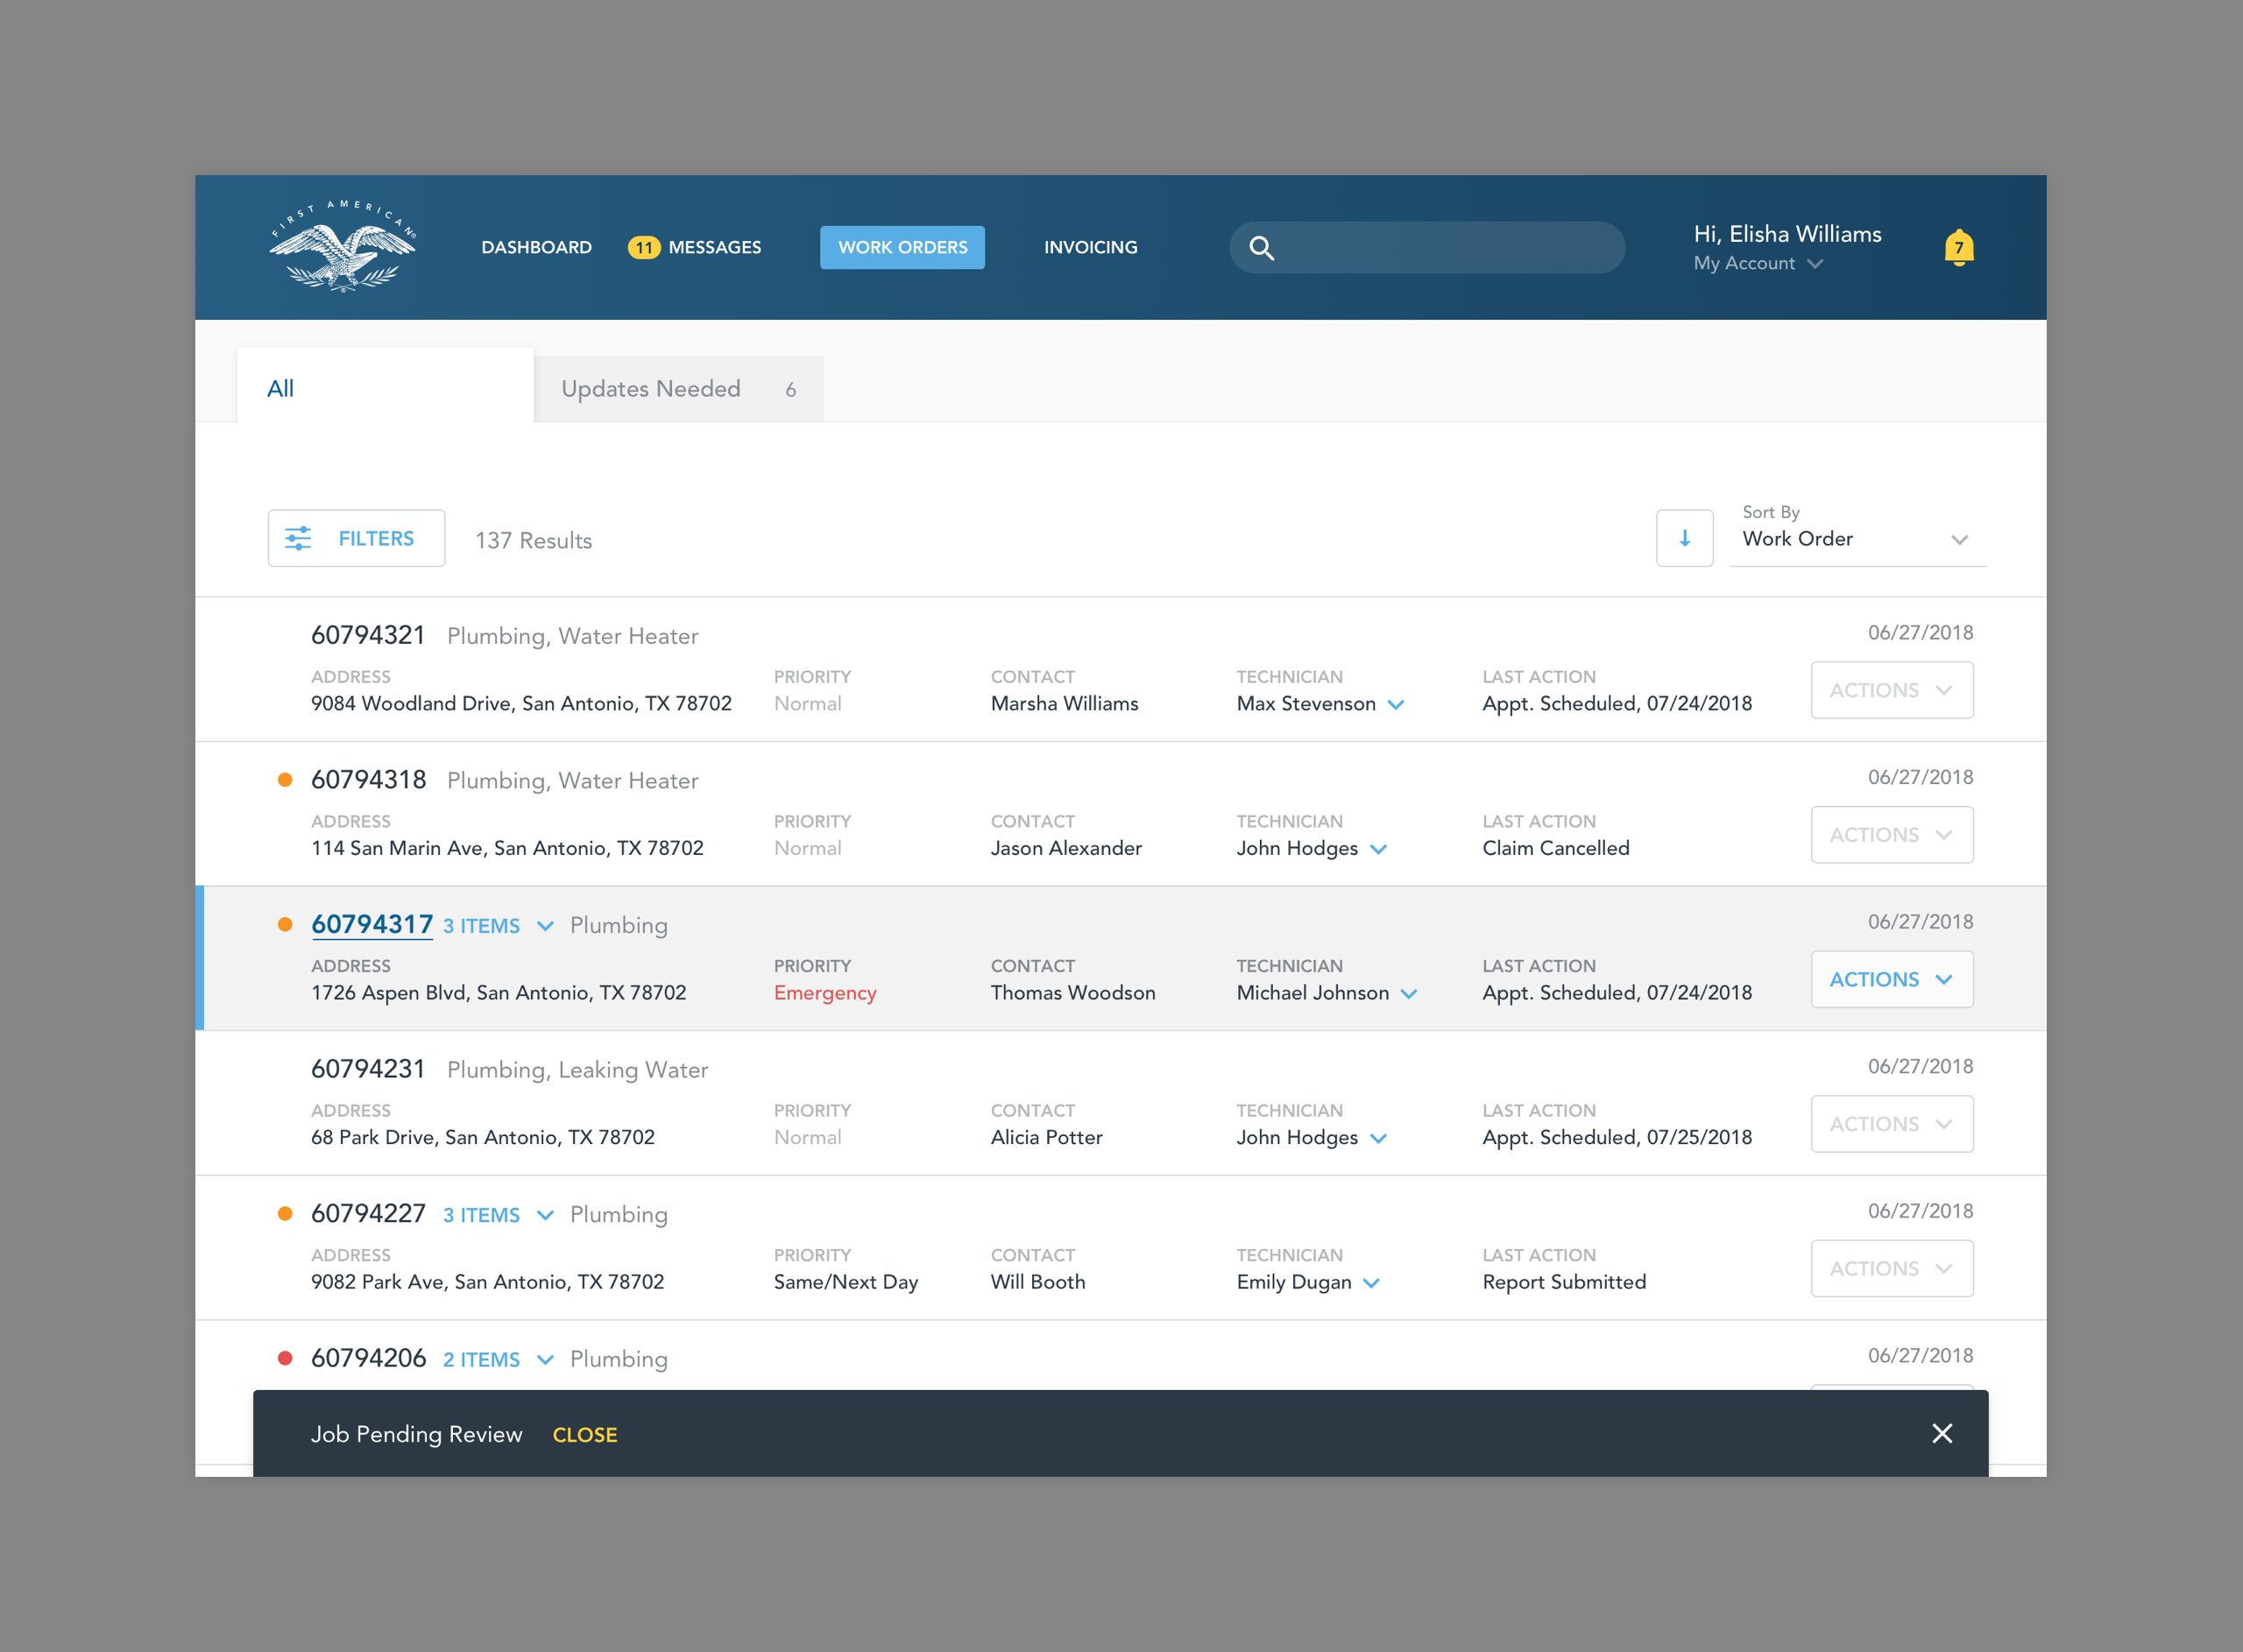 FIRST AMERICAN®
DASHBOARD
11 MESSAGES
WORK ORDERS
INVOICING
Hi, Elisha Williams
My Account
7
All
Updates Needed 6
FILTERS
137 Results
Sort By
Work Order
60794321 Plumbing, Water Heater 06/27/2018
ADDRESS PRIORITY CONTACT TECHNICIAN LAST ACTION
9084 Woodland Drive, San Antonio, TX 78702 Normal Marsha Williams Max Stevenson Appt. Scheduled, 07/24/2018
ACTIONS
60794318 Plumbing, Water Heater 06/27/2018
ADDRESS PRIORITY CONTACT TECHNICIAN LAST ACTION
114 San Marin Ave, San Antonio, TX 78702 Normal Jason Alexander John Hodges Claim Cancelled
ACTIONS
60794317 3 ITEMS Plumbing 06/27/2018
ADDRESS PRIORITY CONTACT TECHNICIAN LAST ACTION
1726 Aspen Blvd, San Antonio, TX 78702 Emergency Thomas Woodson Michael Johnson Appt. Scheduled, 07/24/2018
ACTIONS
60794231 Plumbing, Leaking Water 06/27/2018
ADDRESS PRIORITY CONTACT TECHNICIAN LAST ACTION
68 Park Drive, San Antonio, TX 78702 Normal Alicia Potter John Hodges Appt. Scheduled, 07/25/2018
ACTIONS
60794227 3 ITEMS Plumbing 06/27/2018
ADDRESS PRIORITY CONTACT TECHNICIAN LAST ACTION
9082 Park Ave, San Antonio, TX 78702 Same/Next Day Will Booth Emily Dugan Report Submitted
ACTIONS
60794206 2 ITEMS Plumbing 06/27/2018
Job Pending Review CLOSE